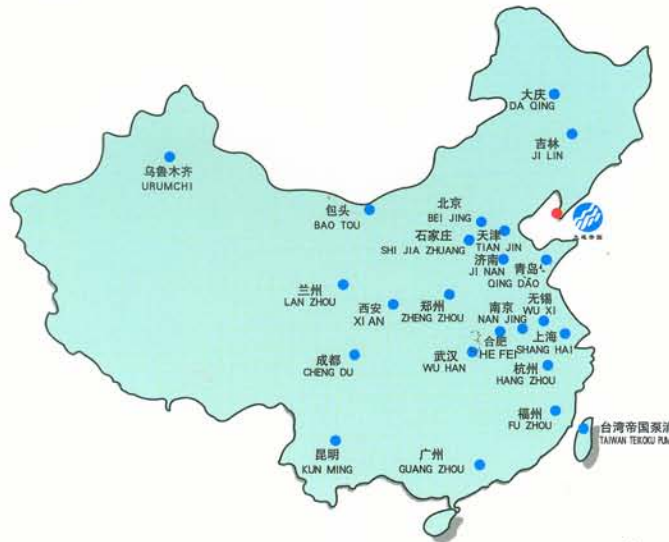 大庆
DA QING
吉林
JI LIN
乌鲁木齐
URUMCHI
包头
BAO TOU
北京
BEI JING
石家庄
SHI JIA ZHUANG
天津
TIAN JIN
济南
JI NAN
青岛
QING DAO
兰州
LAN ZHOU
西安
XI AN
郑州
ZHENG ZHOU
南京
NAN JING
无锡
WU XI
合肥
HE FEI
上海
SHANG HAI
成都
CHENG DU
武汉
WU HAN
杭州
HANG ZHOU
福州
FU ZHOU
台湾帝国泵浦
TAIWAN TEIKOKU PUM
昆明
KUN MING
广州
GUANG ZHOU